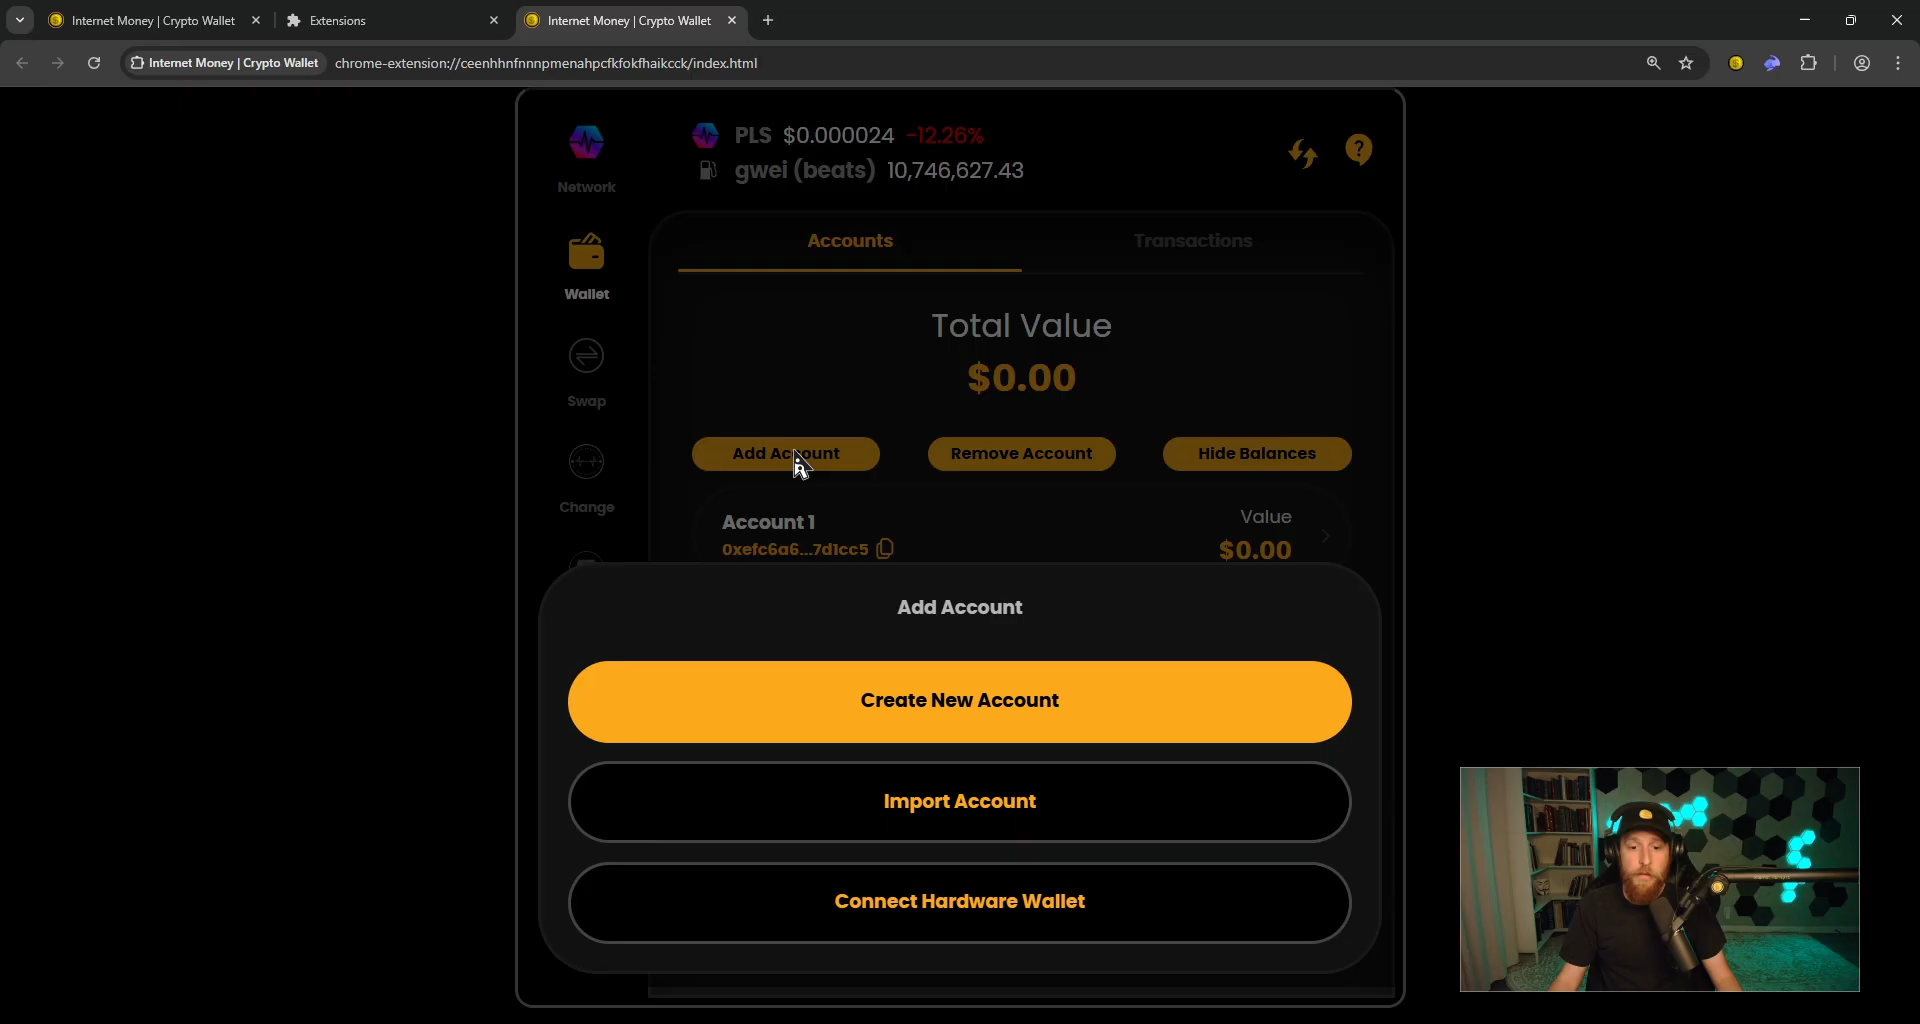 Internet Money | Crypto Wallet
Extensions
Internet Money | Crypto Wallet
Internet Money | Crypto Wallet
chrome-extension://ceenhhnfnnnpmenahpcfkfokfhaikcck/index.html
Network
PLS $0.000024 -12.26%
gwei (beats) 10,746,627.43
Wallet
Swap
Change
Accounts
Transactions
Total Value
$0.00
Add Account
Remove Account
Hide Balances
Account 1
0xefc6a6...7d1cc5
Value
$0.00
Add Account
Create New Account
Import Account
Connect Hardware Wallet